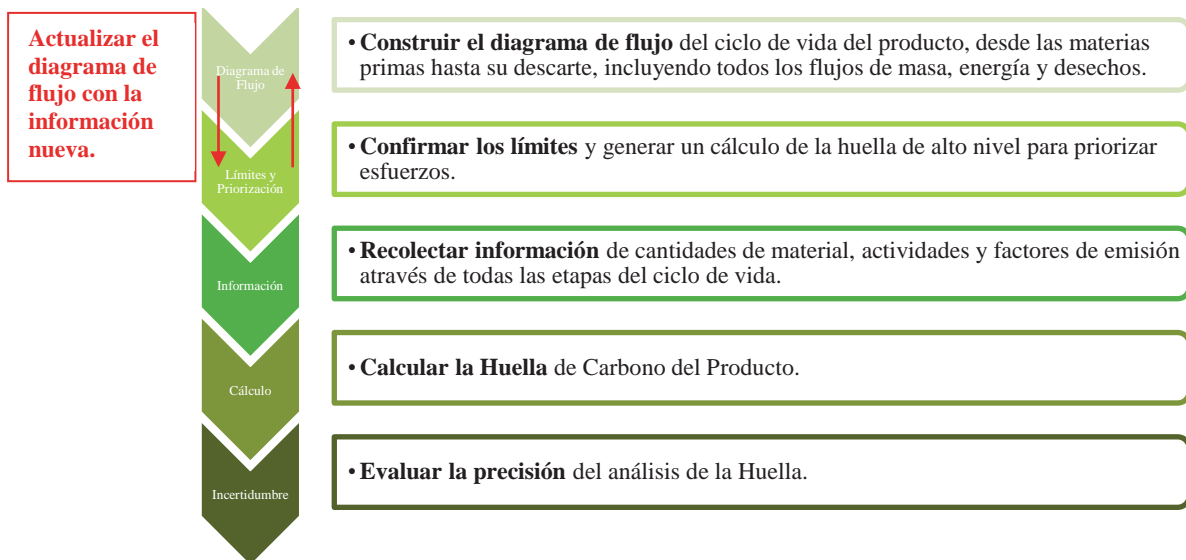 Actualizar el
diagrama de
flujo con la
información
nueva.
Diagrama de
Flujo
• Construir el diagrama de flujo del ciclo de vida del producto, desde las materias
primas hasta su descarte, incluyendo todos los flujos de masa, energía y desechos.
Límites y
Priorización
• Confirmar los límites y generar un cálculo de la huella de alto nivel para priorizar
esfuerzos.
Información
• Recolectar información de cantidades de material, actividades y factores de emisión
através de todas las etapas del ciclo de vida.
Cálculo
• Calcular la Huella de Carbono del Producto.
Incertidumbre
• Evaluar la precisión del análisis de la Huella.